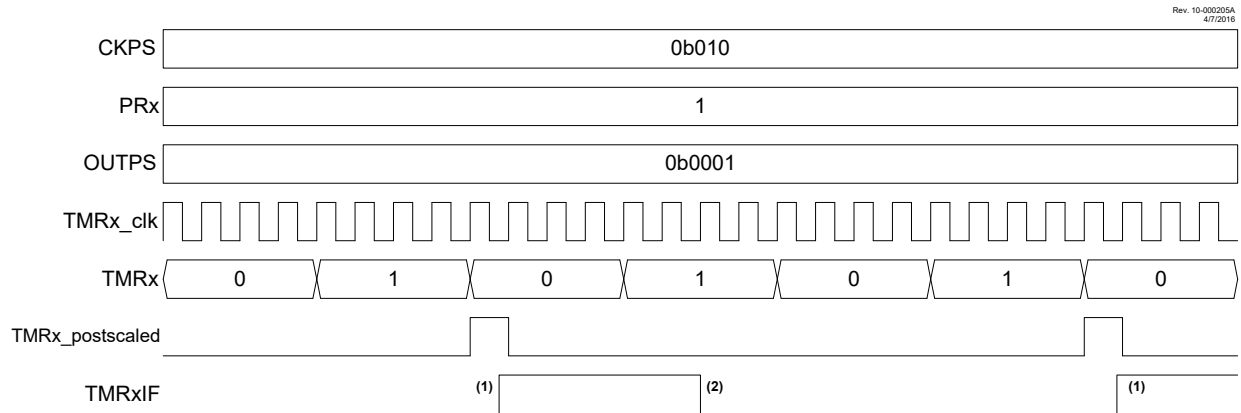 Rev. 10-000205A
4/7/2016
CKPS 0b010
PRx 1
OUTPS 0b0001
TMRx_clk
TMRx 0 1 0 1 0 1 0
TMRx_postscaled
TMRxIF (1) (2) (1)